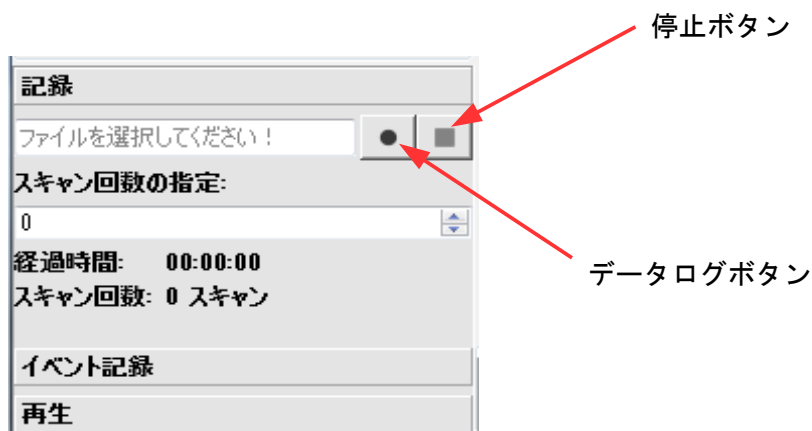 停止ボタン
記録
ファイルを選択してください！
スキャン回数の指定:
0
経過時間: 00:00:00
スキャン回数: 0 スキャン
データログボタン
イベント記録
再生